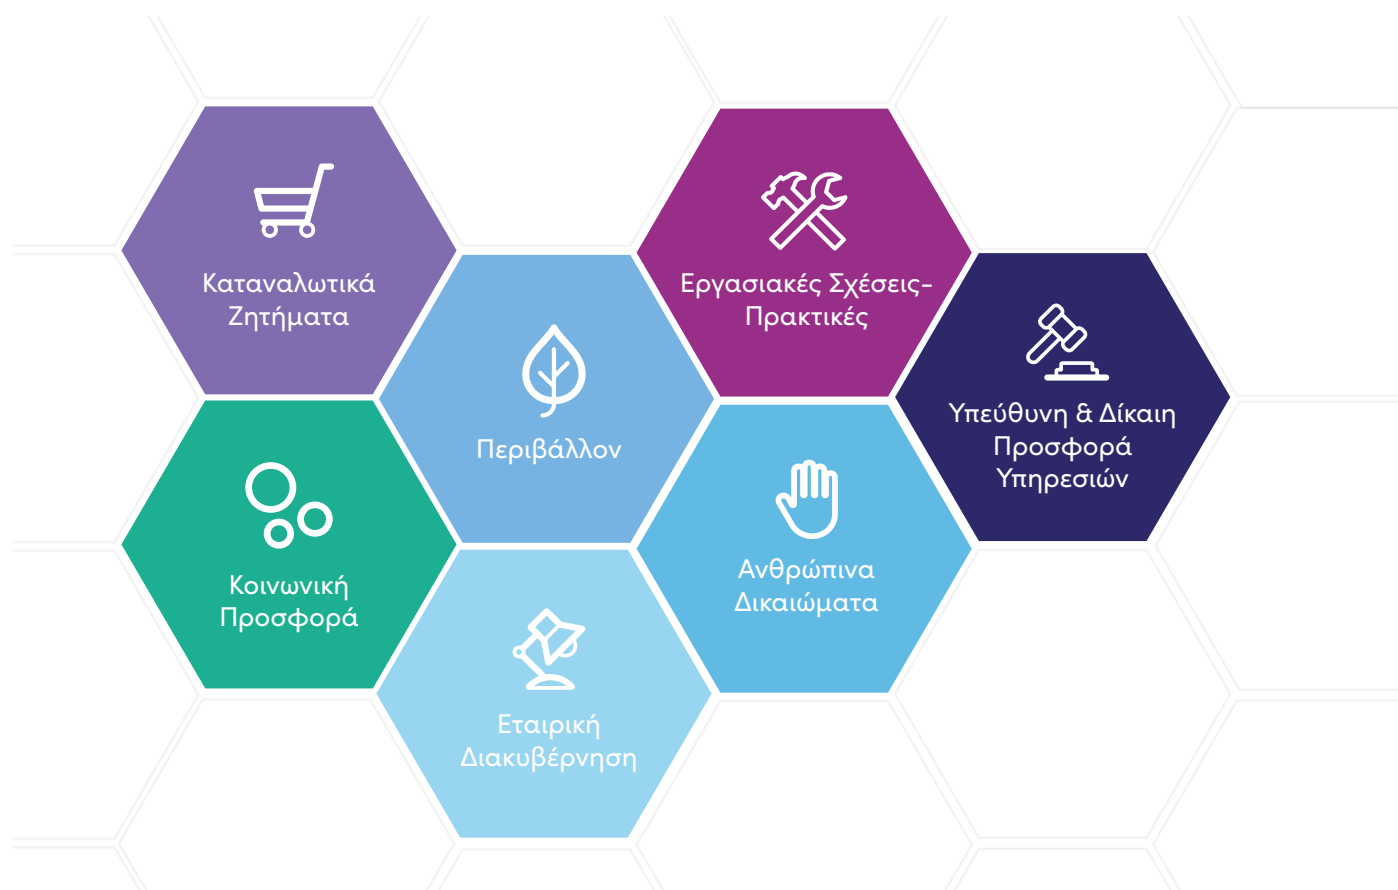 Καταναλωτικά
Ζητήματα
Εργασιακές Σχέσεις-
Πρακτικές
Περιβάλλον
Υπεύθυνη & Δίκαιη
Προσφορά
Υπηρεσιών
Κοινωνική
Προσφορά
Ανθρώπινα
Δικαιώματα
Εταιρική
Διακυβέρνηση